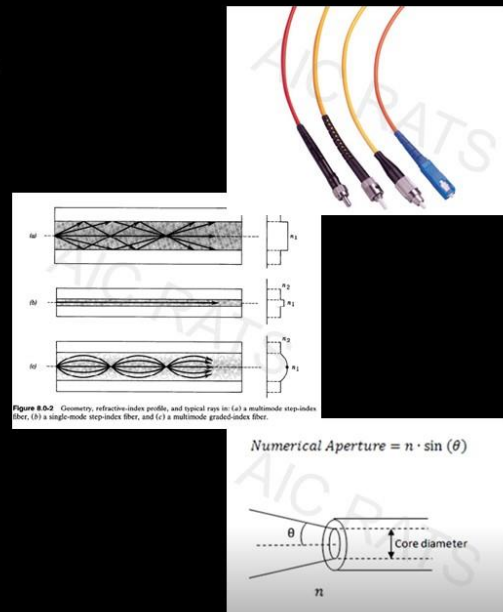 AIC RATS
(a)
n₁
n₂
(b)
n₁
n₂
(c)
n₁
Figure 8.0-2 Geometry, refractive-index profile, and typical rays in: (a) a multimode step-index
fiber, (b) a single-mode step-index fiber, and (c) a multimode graded-index fiber.
AIC RATS
Numerical Aperture = n · sin (θ)
AIC RATS
θ
Core diameter
n